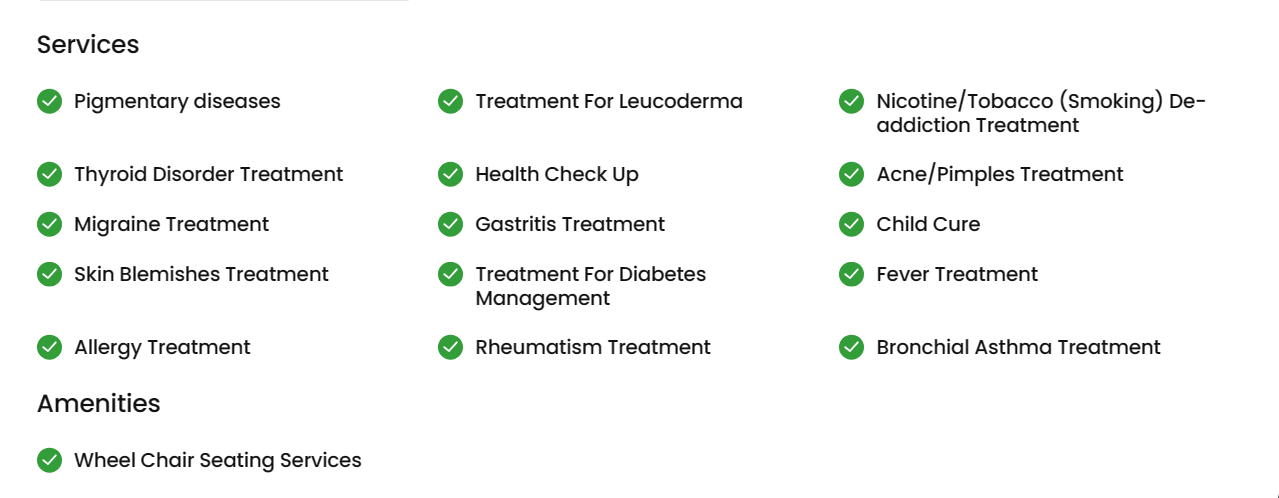 Services
Pigmentary diseases
Treatment For Leucoderma
Nicotine/Tobacco (Smoking) De-
addiction Treatment
Thyroid Disorder Treatment
Health Check Up
Acne/Pimples Treatment
Migraine Treatment
Gastritis Treatment
Child Cure
Skin Blemishes Treatment
Treatment For Diabetes
Management
Fever Treatment
Allergy Treatment
Rheumatism Treatment
Bronchial Asthma Treatment
Amenities
Wheel Chair Seating Services